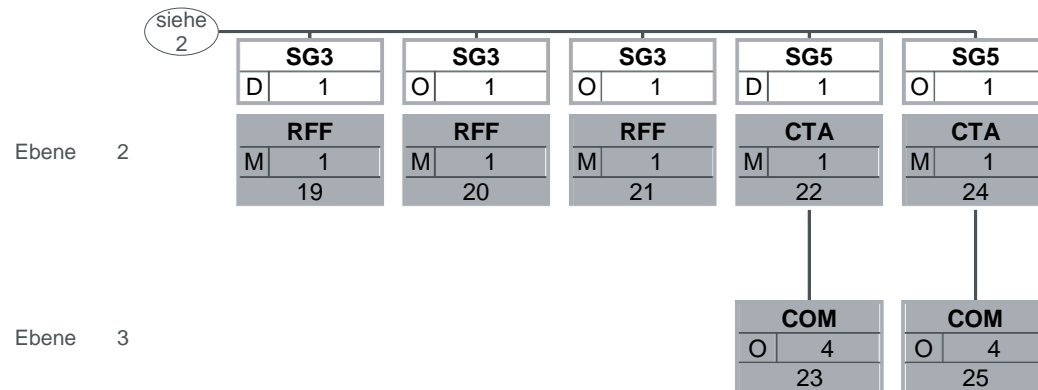 siehe
2
SG3 SG3 SG3 SG5 SG5
D 1 O 1 O 1 D 1 O 1
RFF RFF RFF CTA CTA
Ebene 2 M 1 M 1 M 1 M 1 M 1
19 20 21 22 24
COM COM
Ebene 3 O 4 O 4
23 25